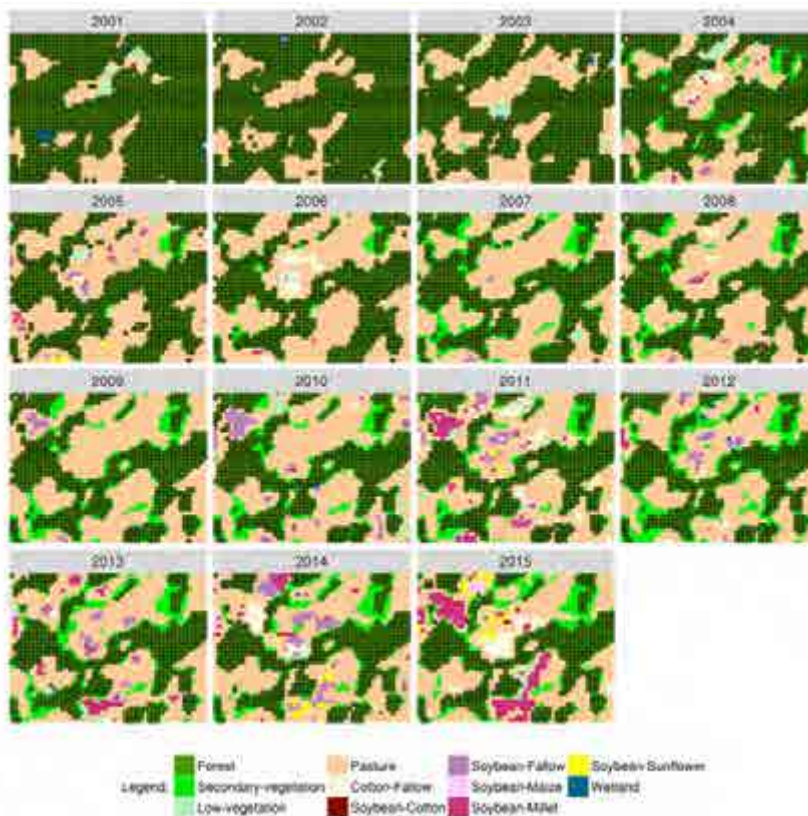 2001 2002 2003 2004
2005 2006 2007 2008
2009 2010 2011 2012
2013 2014 2015
Forest Pasture Soybean-Fallow Soybean-Sunflower
Legend: Secondary-vegetation Cotton-Fallow Soybean-Maize Wetland
Low-vegetation Soybean-Cotton Soybean-Millet